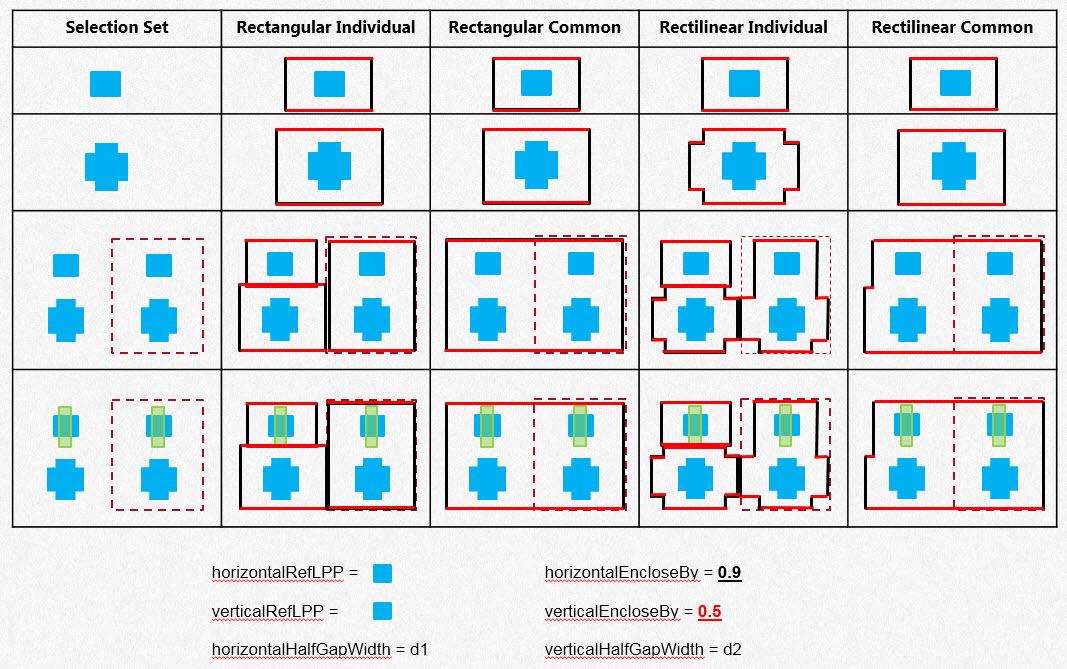 Selection Set Rectangular Individual Rectangular Common Rectilinear Individual Rectilinear Common
horizontalRefLPP = horizontalEncloseBy = 0.9
verticalRefLPP = verticalEncloseBy = 0.5
horizontalHalfGapWidth = d1 verticalHalfGapWidth = d2